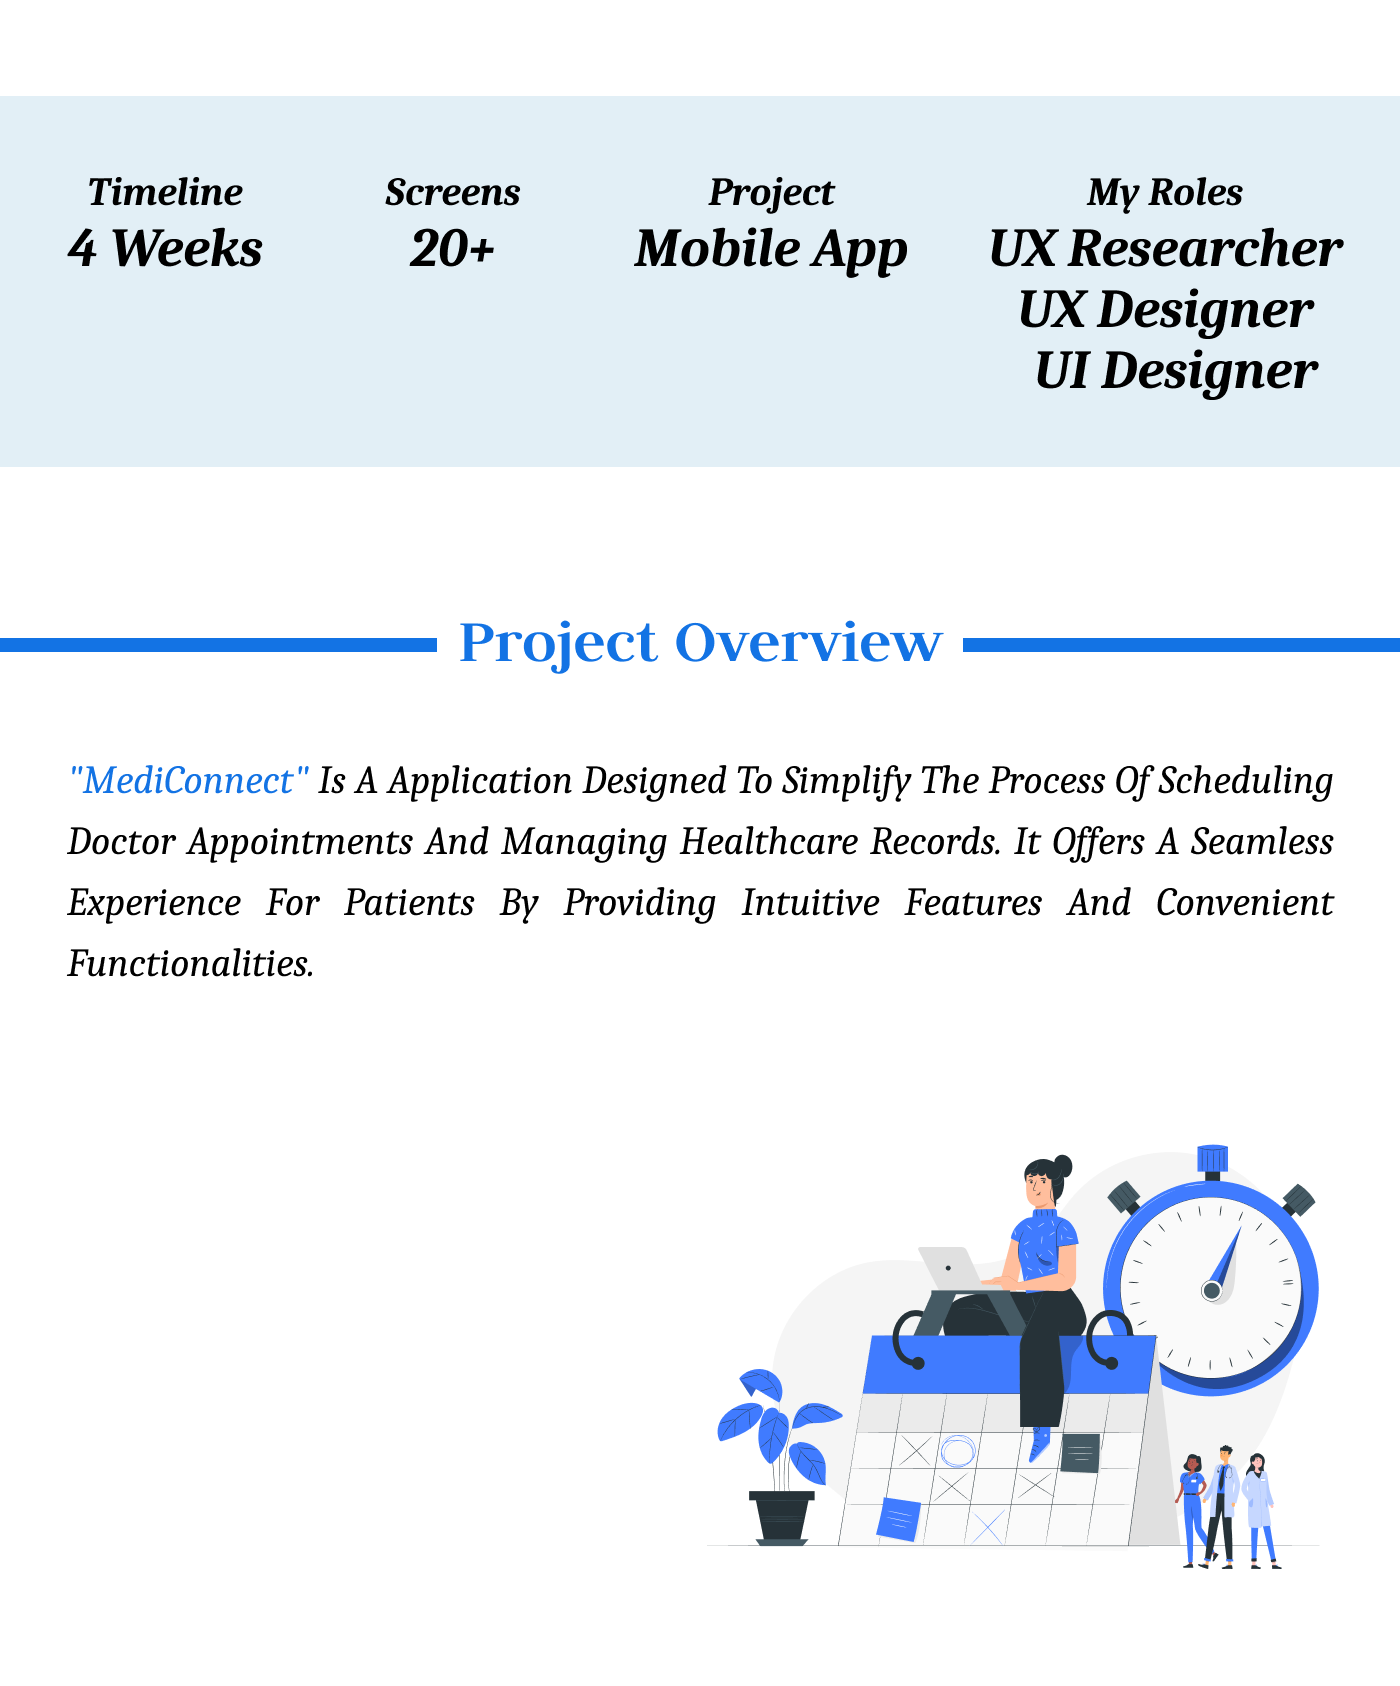 Timeline
4 Weeks
Screens
20+
Project
Mobile App
My Roles
UX Researcher
UX Designer
UI Designer
Project Overview
"MediConnect" Is A Application Designed To Simplify The Process Of Scheduling
Doctor Appointments And Managing Healthcare Records. It Offers A Seamless
Experience For Patients By Providing Intuitive Features And Convenient
Functionalities.